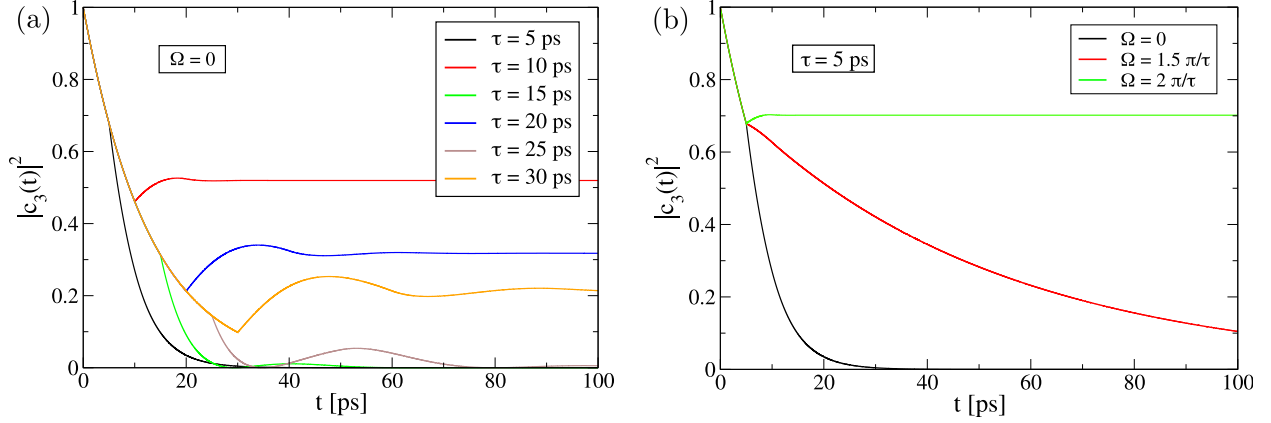 (a)
|c3(t)|²
1
0.8
0.6
0.4
0.2
0
Ω = 0
τ = 5 ps
τ = 10 ps
τ = 15 ps
τ = 20 ps
τ = 25 ps
τ = 30 ps
0 20 40 60 80 100
t [ps]
(b)
|c3(t)|²
1
0.8
0.6
0.4
0.2
0
τ = 5 ps
Ω = 0
Ω = 1.5 π/τ
Ω = 2 π/τ
0 20 40 60 80 100
t [ps]